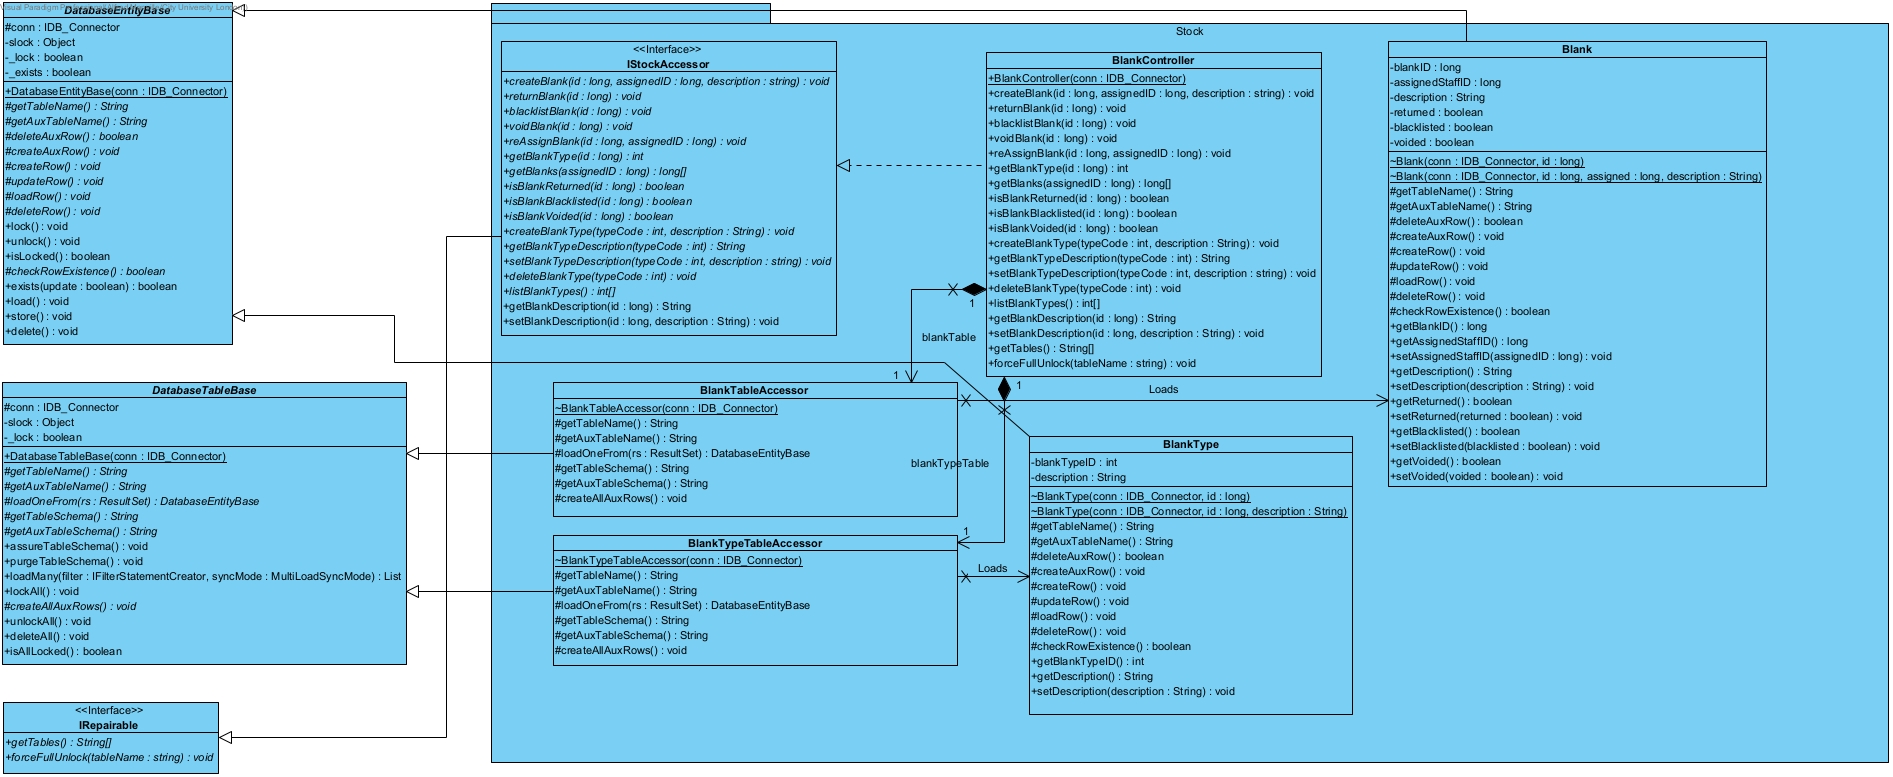 DatabaseEntityBase
#conn : IDB_Connector
-slock : Object
-_lock : boolean
-_exists : boolean
+DatabaseEntityBase(conn : IDB_Connector)
#getTableName() : String
#getAuxTableName() : String
#deleteAuxRow() : boolean
#createAuxRow() : void
#createRow() : void
#updateRow() : void
#loadRow() : void
#deleteRow() : void
+lock() : void
+unlock() : void
+isLocked() : boolean
#checkRowExistence() : boolean
+exists(update : boolean) : boolean
+load() : void
+store() : void
+delete() : void
DatabaseTableBase
#conn : IDB_Connector
-slock : Object
-_lock : boolean
+DatabaseTableBase(conn : IDB_Connector)
#getTableName() : String
#getAuxTableName() : String
#loadOneFrom(rs : ResultSet) : DatabaseEntityBase
#getTableSchema() : String
#getAuxTableSchema() : String
+assureTableSchema() : void
+purgeTableSchema() : void
+loadMany(filter : IFilterStatementCreator, syncMode : MultiLoadSyncMode) : List
+lockAll() : void
#createAllAuxRows() : void
+unlockAll() : void
+deleteAll() : void
+isAllLocked() : boolean
<<Interface>>
IRepairable
+getTables() : String[]
+forceFullUnlock(tableName : string) : void
Stock
<<Interface>>
IStockAccessor
+createBlank(id : long, assignedID : long, description : string) : void
+returnBlank(id : long) : void
+blacklistBlank(id : long) : void
+voidBlank(id : long) : void
+reAssignBlank(id : long, assignedID : long) : void
+getBlankType(id : long) : int
+getBlanks(assignedID : long) : long[]
+isBlankReturned(id : long) : boolean
+isBlankBlacklisted(id : long) : boolean
+isBlankVoided(id : long) : boolean
+createBlankType(typeCode : int, description : String) : void
+getBlankTypeDescription(typeCode : int) : String
+setBlankTypeDescription(typeCode : int, description : string) : void
+deleteBlankType(typeCode : int) : void
+listBlankTypes() : int[]
+getBlankDescription(id : long) : String
+setBlankDescription(id : long, description : String) : void
BlankController
+BlankController(conn : IDB_Connector)
+createBlank(id : long, assignedID : long, description : string) : void
+returnBlank(id : long) : void
+blacklistBlank(id : long) : void
+voidBlank(id : long) : void
+reAssignBlank(id : long, assignedID : long) : void
+getBlankType(id : long) : int
+getBlanks(assignedID : long) : long[]
+isBlankReturned(id : long) : boolean
+isBlankBlacklisted(id : long) : boolean
+isBlankVoided(id : long) : boolean
+createBlankType(typeCode : int, description : String) : void
+getBlankTypeDescription(typeCode : int) : String
+setBlankTypeDescription(typeCode : int, description : string) : void
+deleteBlankType(typeCode : int) : void
+listBlankTypes() : int[]
+getBlankDescription(id : long) : String
+setBlankDescription(id : long, description : String) : void
+getTables() : String[]
+forceFullUnlock(tableName : string) : void
Blank
-blankID : long
-assignedStaffID : long
-description : String
-returned : boolean
-blacklisted : boolean
-voided : boolean
~Blank(conn : IDB_Connector, id : long)
~Blank(conn : IDB_Connector, id : long, assigned : long, description : String)
#getTableName() : String
#getAuxTableName() : String
#deleteAuxRow() : boolean
#createAuxRow() : void
#createRow() : void
#updateRow() : void
#loadRow() : void
#deleteRow() : void
#checkRowExistence() : boolean
+getBlankID() : long
+getAssignedStaffID() : long
+setAssignedStaffID(assignedID : long) : void
+getDescription() : String
+setDescription(description : String) : void
+getReturned() : boolean
+setReturned(returned : boolean) : void
+getBlacklisted() : boolean
+setBlacklisted(blacklisted : boolean) : void
+getVoided() : boolean
+setVoided(voided : boolean) : void
1
blankTable
1
1
Loads
BlankTableAccessor
~BlankTableAccessor(conn : IDB_Connector)
#getTableName() : String
#getAuxTableName() : String
#loadOneFrom(rs : ResultSet) : DatabaseEntityBase
#getTableSchema() : String
#getAuxTableSchema() : String
#createAllAuxRows() : void
blankTypeTable
1
BlankTypeTableAccessor
~BlankTypeTableAccessor(conn : IDB_Connector)
#getTableName() : String
#getAuxTableName() : String
#loadOneFrom(rs : ResultSet) : DatabaseEntityBase
#getTableSchema() : String
#getAuxTableSchema() : String
#createAllAuxRows() : void
Loads
BlankType
-blankTypeID : int
-description : String
~BlankType(conn : IDB_Connector, id : long)
~BlankType(conn : IDB_Connector, id : long, description : String)
#getTableName() : String
#getAuxTableName() : String
#deleteAuxRow() : boolean
#createAuxRow() : void
#createRow() : void
#updateRow() : void
#loadRow() : void
#deleteRow() : void
#checkRowExistence() : boolean
+getBlankTypeID() : int
+getDescription() : String
+setDescription(description : String) : void